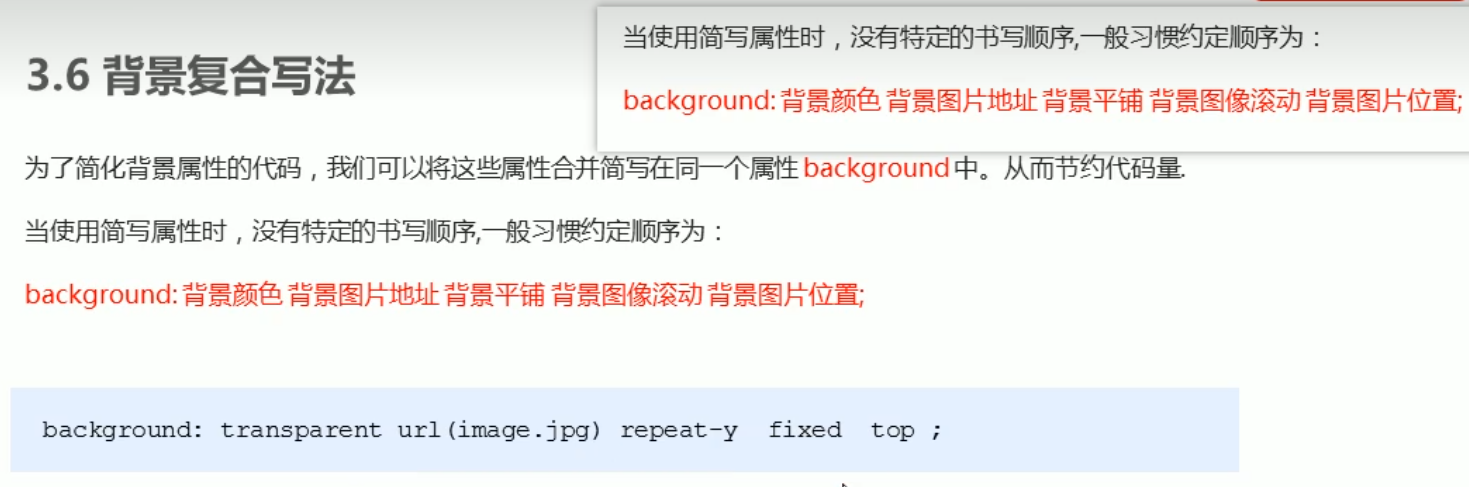 当使用简写属性时，没有特定的书写顺序,一般习惯约定顺序为：
background: 背景颜色 背景图片地址 背景平铺 背景图像滚动 背景图片位置;
3.6 背景复合写法
为了简化背景属性的代码，我们可以将这些属性合并简写在同一个属性 background 中。从而节约代码量.
当使用简写属性时，没有特定的书写顺序,一般习惯约定顺序为：
background: 背景颜色 背景图片地址 背景平铺 背景图像滚动 背景图片位置;
background: transparent url(image.jpg) repeat-y  fixed  top ;